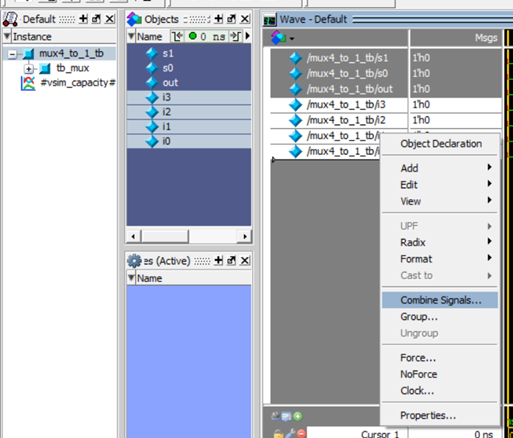 Default
Instance
mux4_to_1_tb
tb_mux
#vsim_capacity#
Objects
Name
0 ns
s1
s0
out
i3
i2
i1
i0
es (Active)
Name
Wave - Default
Msgs
/mux4_to_1_tb/s1 1'h0
/mux4_to_1_tb/s0 1'h0
/mux4_to_1_tb/out 1'h0
/mux4_to_1_tb/i3 1'h0
/mux4_to_1_tb/i2 1'h0
/mux4_to_1_tb/
/mux4_to_1_tb/
Object Declaration
Add
Edit
View
UPF
Radix
Format
Cast to
Combine Signals...
Group...
Ungroup
Force...
NoForce
Clock...
Properties...
Cursor 1 0 ns